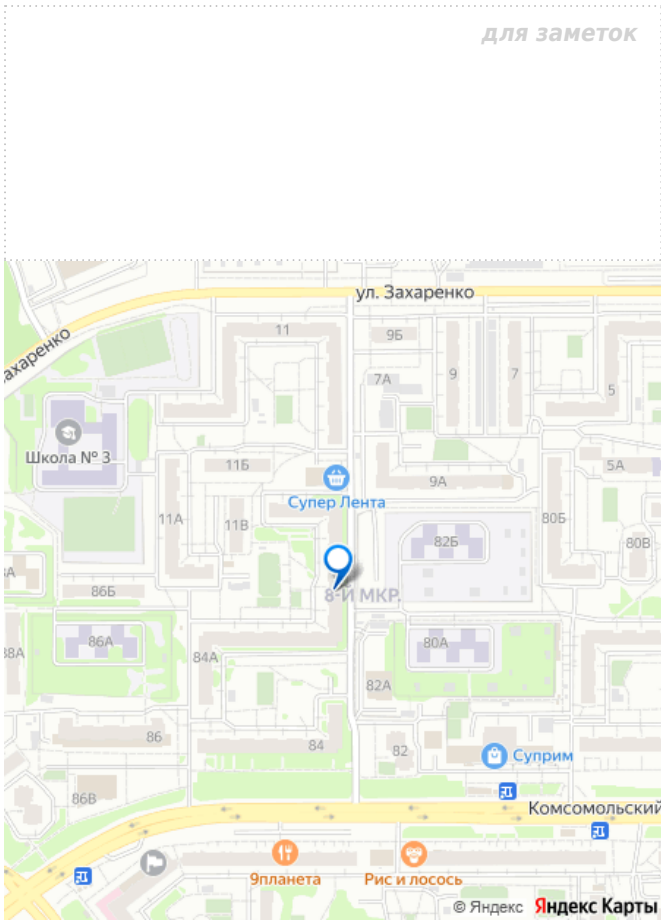 для заметок
ул. Захаренко
ахаренко
11
9Б
7А
9
7
5
Школа № 3
11Б
Супер Лента
9А
5А
11А
11В
80Б
82Б
80В
8А
86Б
8-Й МКР.
86А
80А
88А
84А
82А
86
84
82
Суприм
86В
Комсомольский
9планета
Рис и лосось
© Яндекс Яндекс Карты